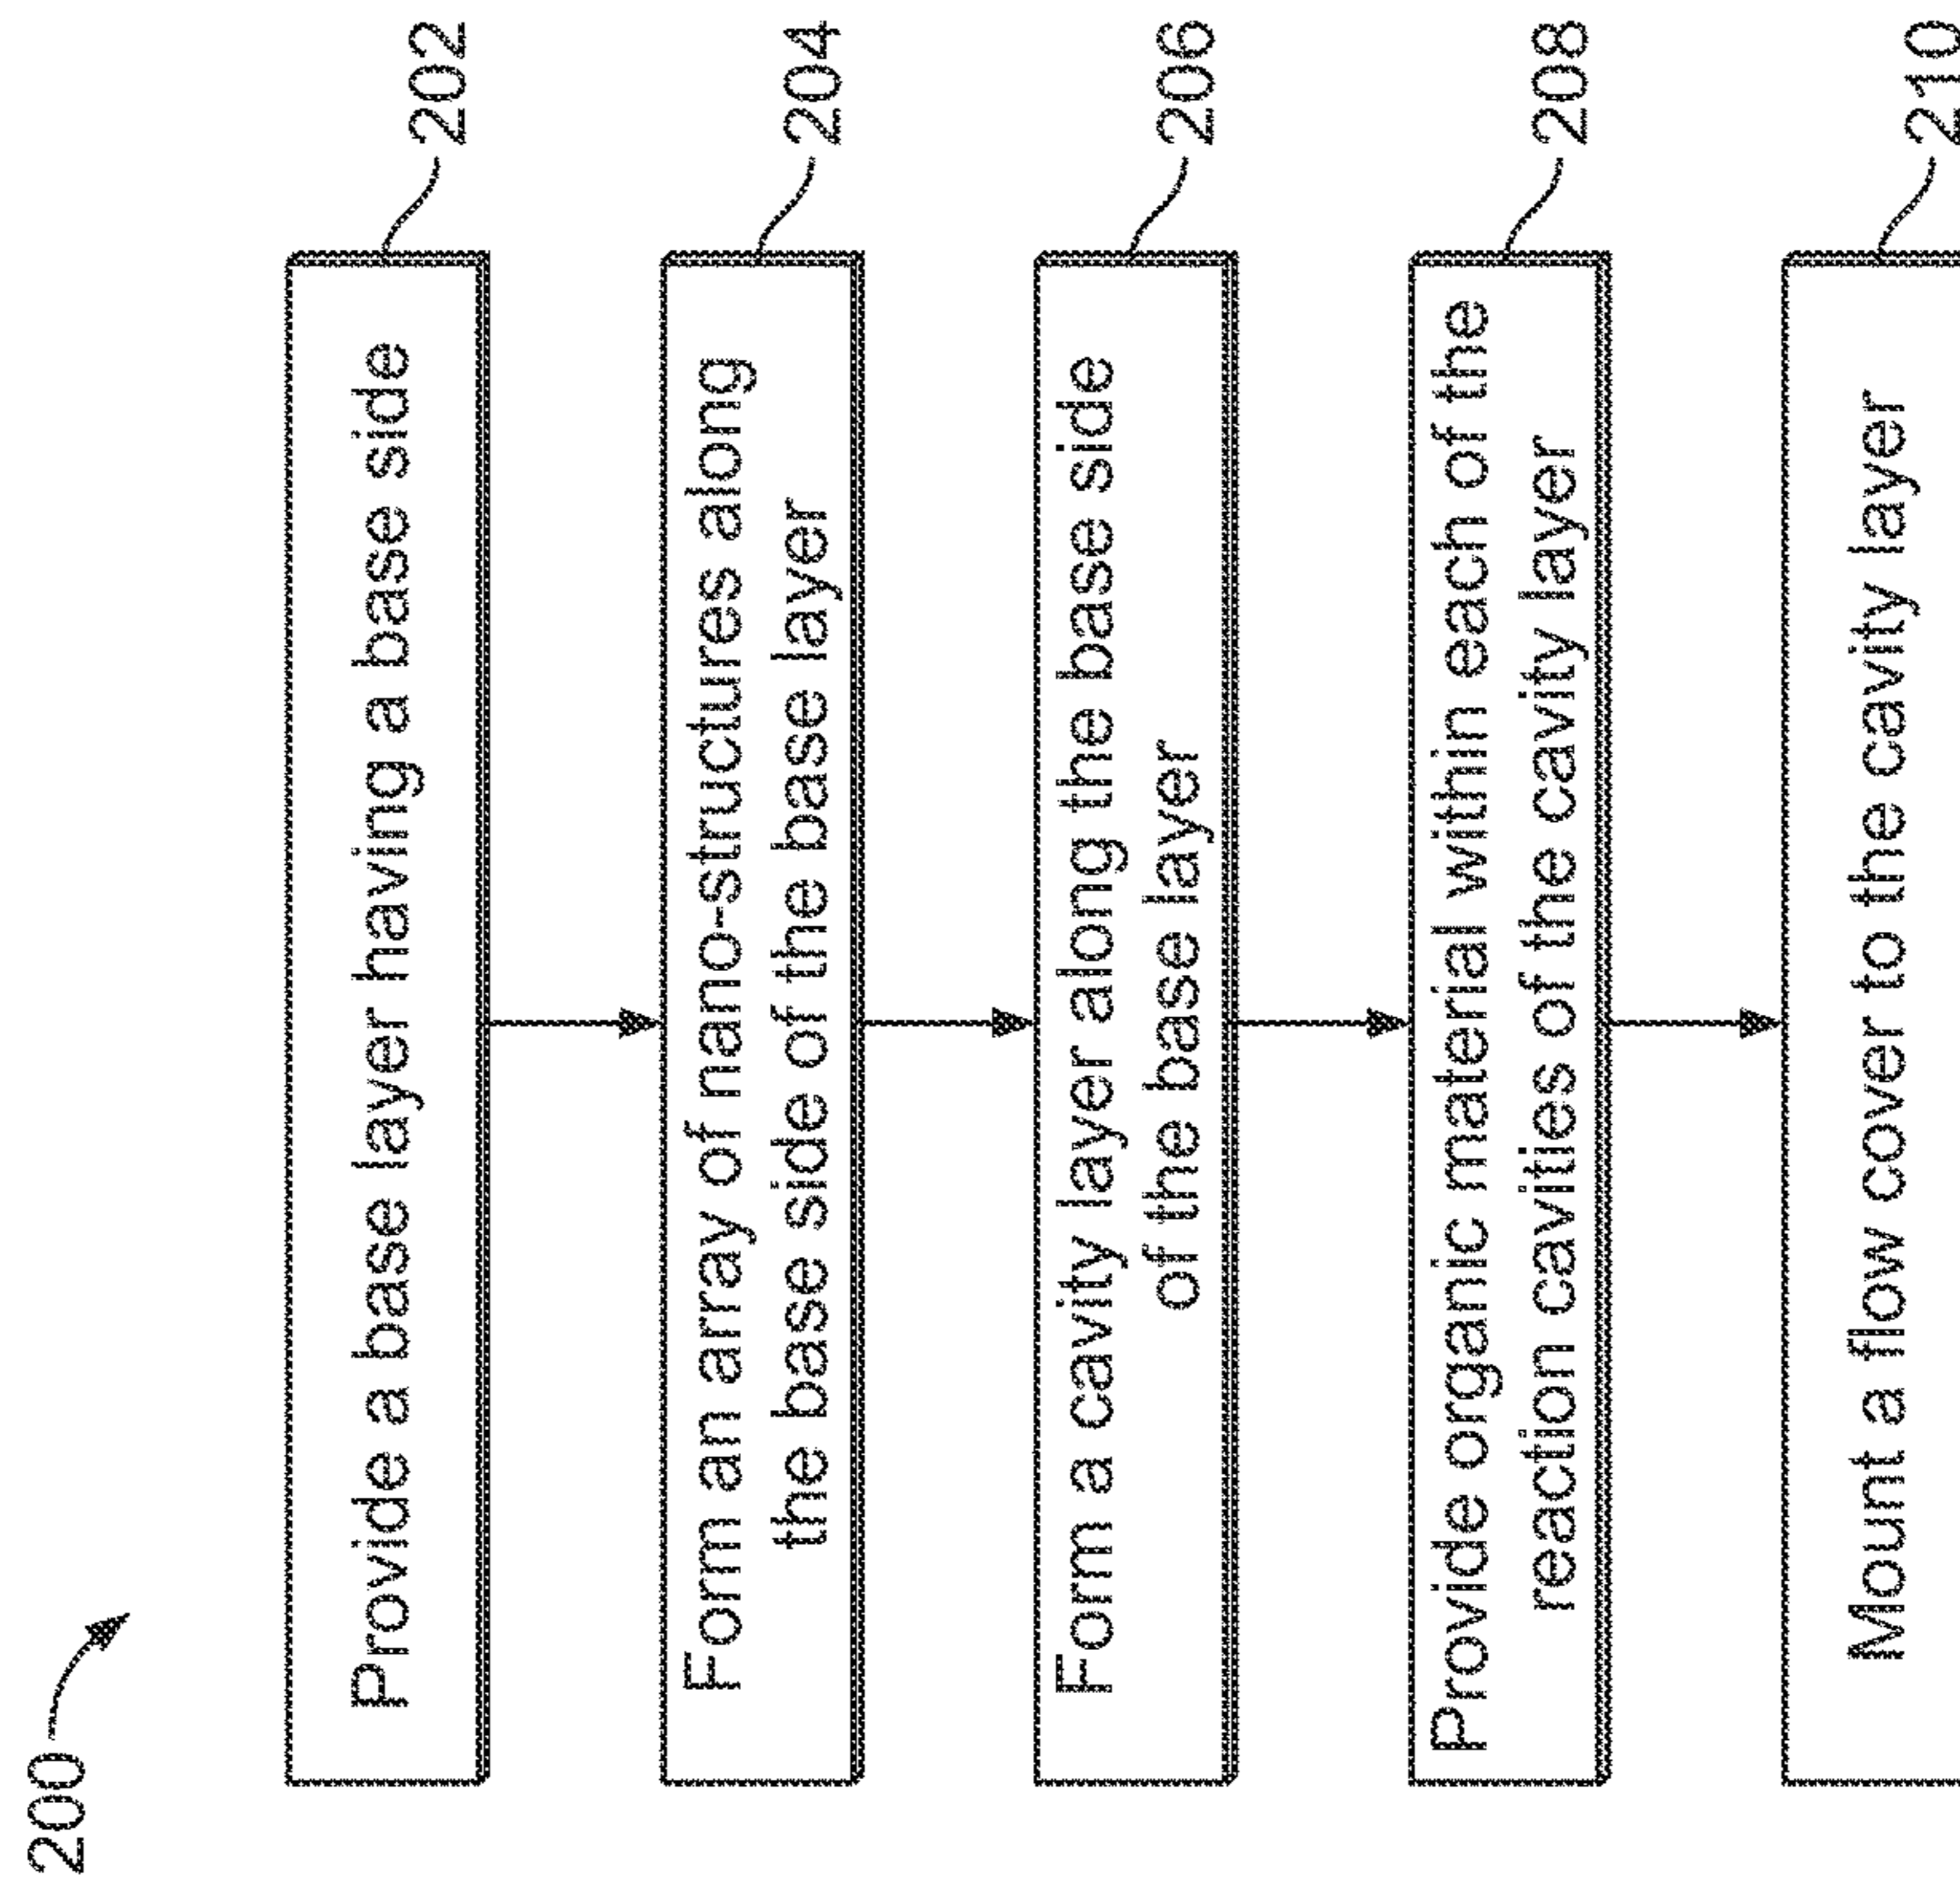 200
Provide a base layer having a base side
202
Form an array of nano-structures along
the base side of the base layer
204
Form a cavity layer along the base side
of the base layer
206
Provide organic material within each of the
reaction cavities of the cavity layer
208
Mount a flow cover to the cavity layer
210